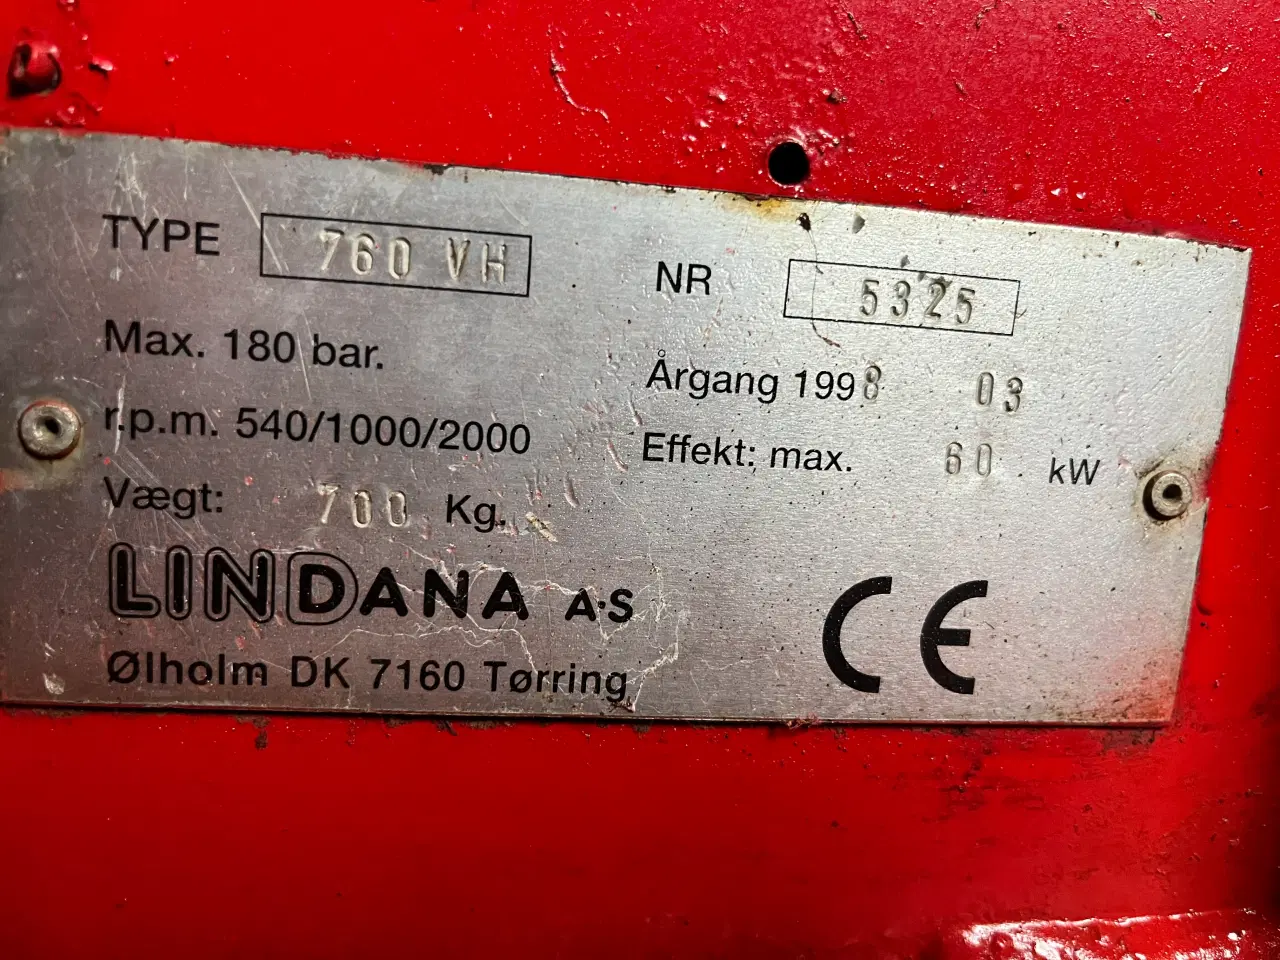 TYPE 760 VH
NR 5325
Max. 180 bar.
Årgang 1998 03
r.p.m. 540/1000/2000
Effekt: max. 60 kW
Vægt: 700 Kg.
LINDANA A·S
Ølholm DK 7160 Tørring
CE